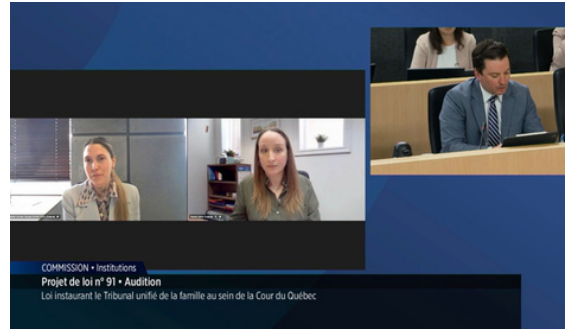 COMMISSION • Institutions
Projet de loi n° 91 • Audition
Loi instaurant le Tribunal unifié de la famille au sein de la Cour du Québec